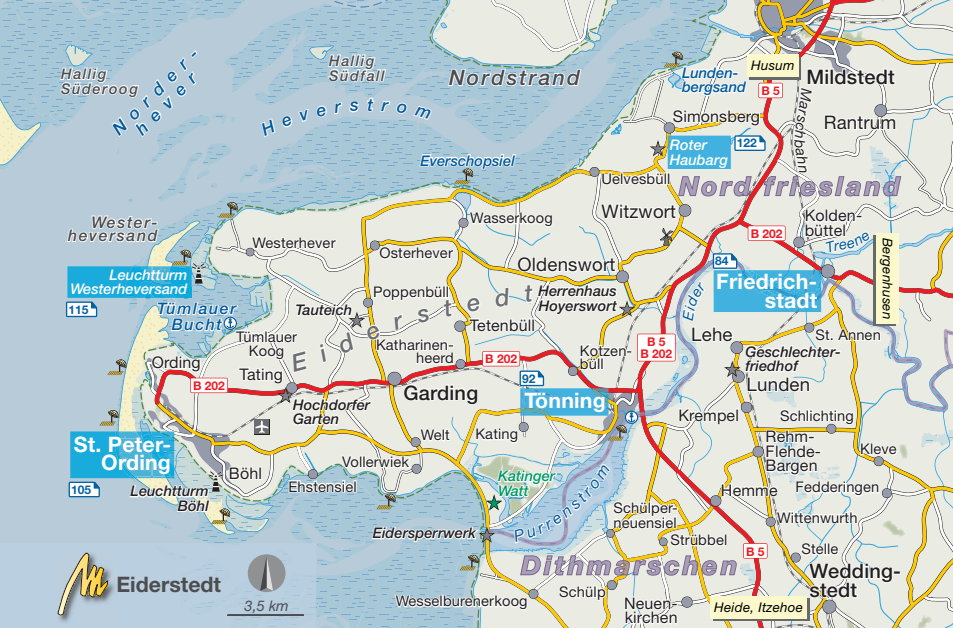 Hallig
Süderoog
Norder-
hever
Hallig
Südfall
Heverstrom
Nordstrand
Lunden-
bergsand
Husum
Mildstedt
B 5
Marschbahn
Simonsberg
Rantrum
Roter
Haubarg
122
Everschopsiel
Uelvesbüll
Nordfriesland
Witzwort
Wester-
heversand
Wasserkoog
Kolden-
büttel
Westerhever
B 202
Treene
Osterhever
Leuchtturm
Westerheversand
115
Oldenswort
84
Friedrich-
stadt
Bergenhusen
Poppenbüll
Herrenhaus
Hoyerswort
Eider
Tümlauer
Bucht
Tauteich
Eiderstedt
Tetenbüll
Lehe
St. Annen
Tümlauer
Koog
Katharinen-
heerd
B 202
Kotzen-
büll
B 5
B 202
Geschlechter-
friedhof
Ording
Tating
B 202
92
Lunden
Garding
Tönning
Hochdorfer
Garten
Krempel
Schlichting
St. Peter-
Ording
105
Welt
Kating
Rehm-
Flehde-
Bargen
Kleve
Böhl
Vollerwiek
Ehstensiel
Katinger
Watt
Leuchtturm
Böhl
Hemme
Fedderingen
Purrenstrom
Schülper-
neuensiel
Wittenwurth
Eidersperrwerk
Strübbel
B 5
Stelle
Dithmarschen
Wedding-
stedt
Eiderstedt
3,5 km
Wesselburenerkoog
Schülp
Neuen-
kirchen
Heide, Itzehoe